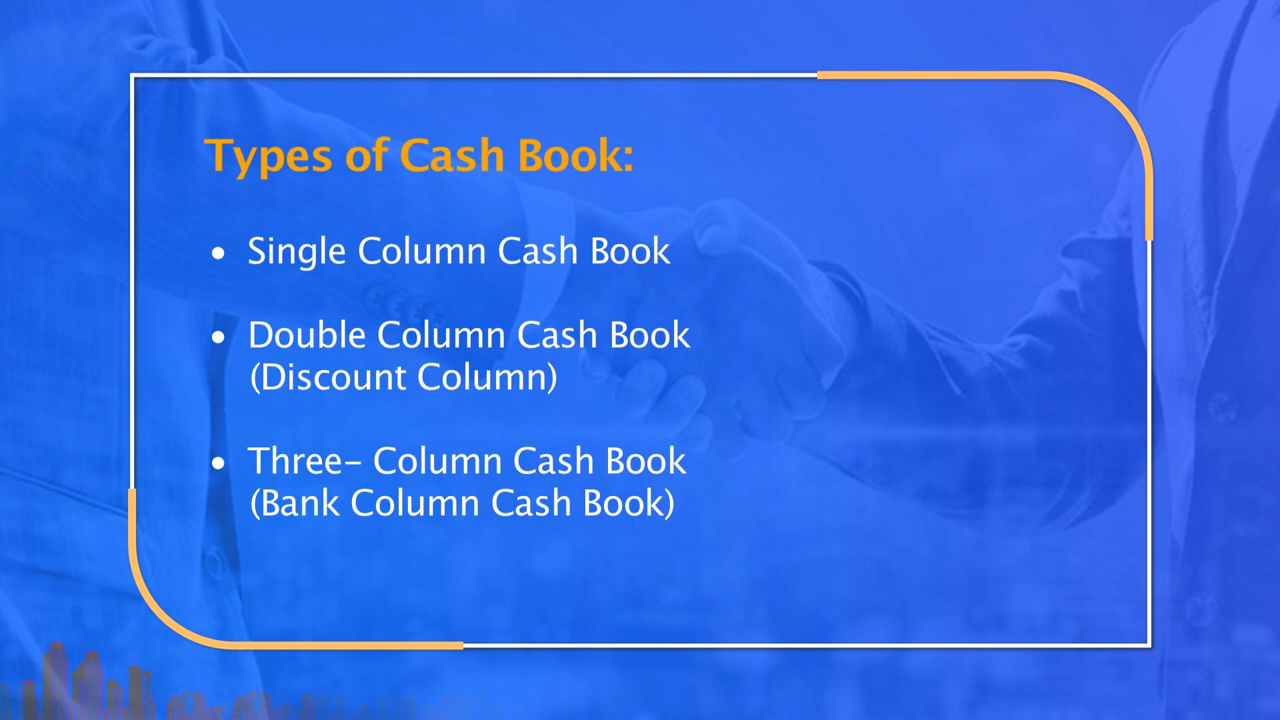 Types of Cash Book:
• Single Column Cash Book
• Double Column Cash Book
(Discount Column)
• Three– Column Cash Book
(Bank Column Cash Book)